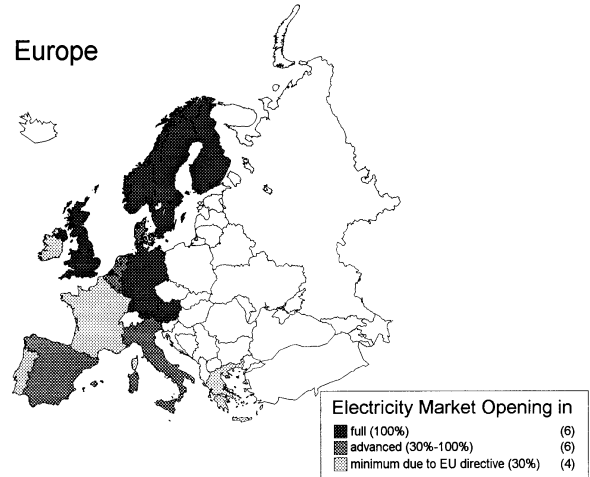 Europe
Electricity Market Opening in
full (100%) (6)
advanced (30%-100%) (6)
minimum due to EU directive (30%) (4)